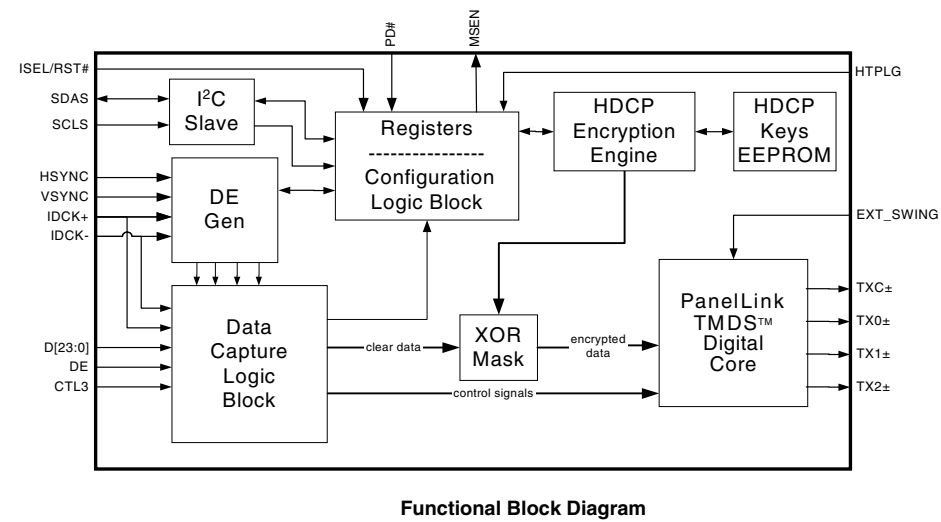 PD#
MSEN
ISEL/RST#
SDAS
SCLS
HSYNC
VSYNC
IDCK+
IDCK-
D[23:0]
DE
CTL3
I²C
Slave
DE
Gen
Data
Capture
Logic
Block
Registers
---------------
Configuration
Logic Block
HDCP
Encryption
Engine
HDCP
Keys
EEPROM
clear data
XOR
Mask
encrypted
data
control signals
PanelLink
TMDS™
Digital
Core
HTPLG
EXT_SWING
TXC±
TX0±
TX1±
TX2±
Functional Block Diagram